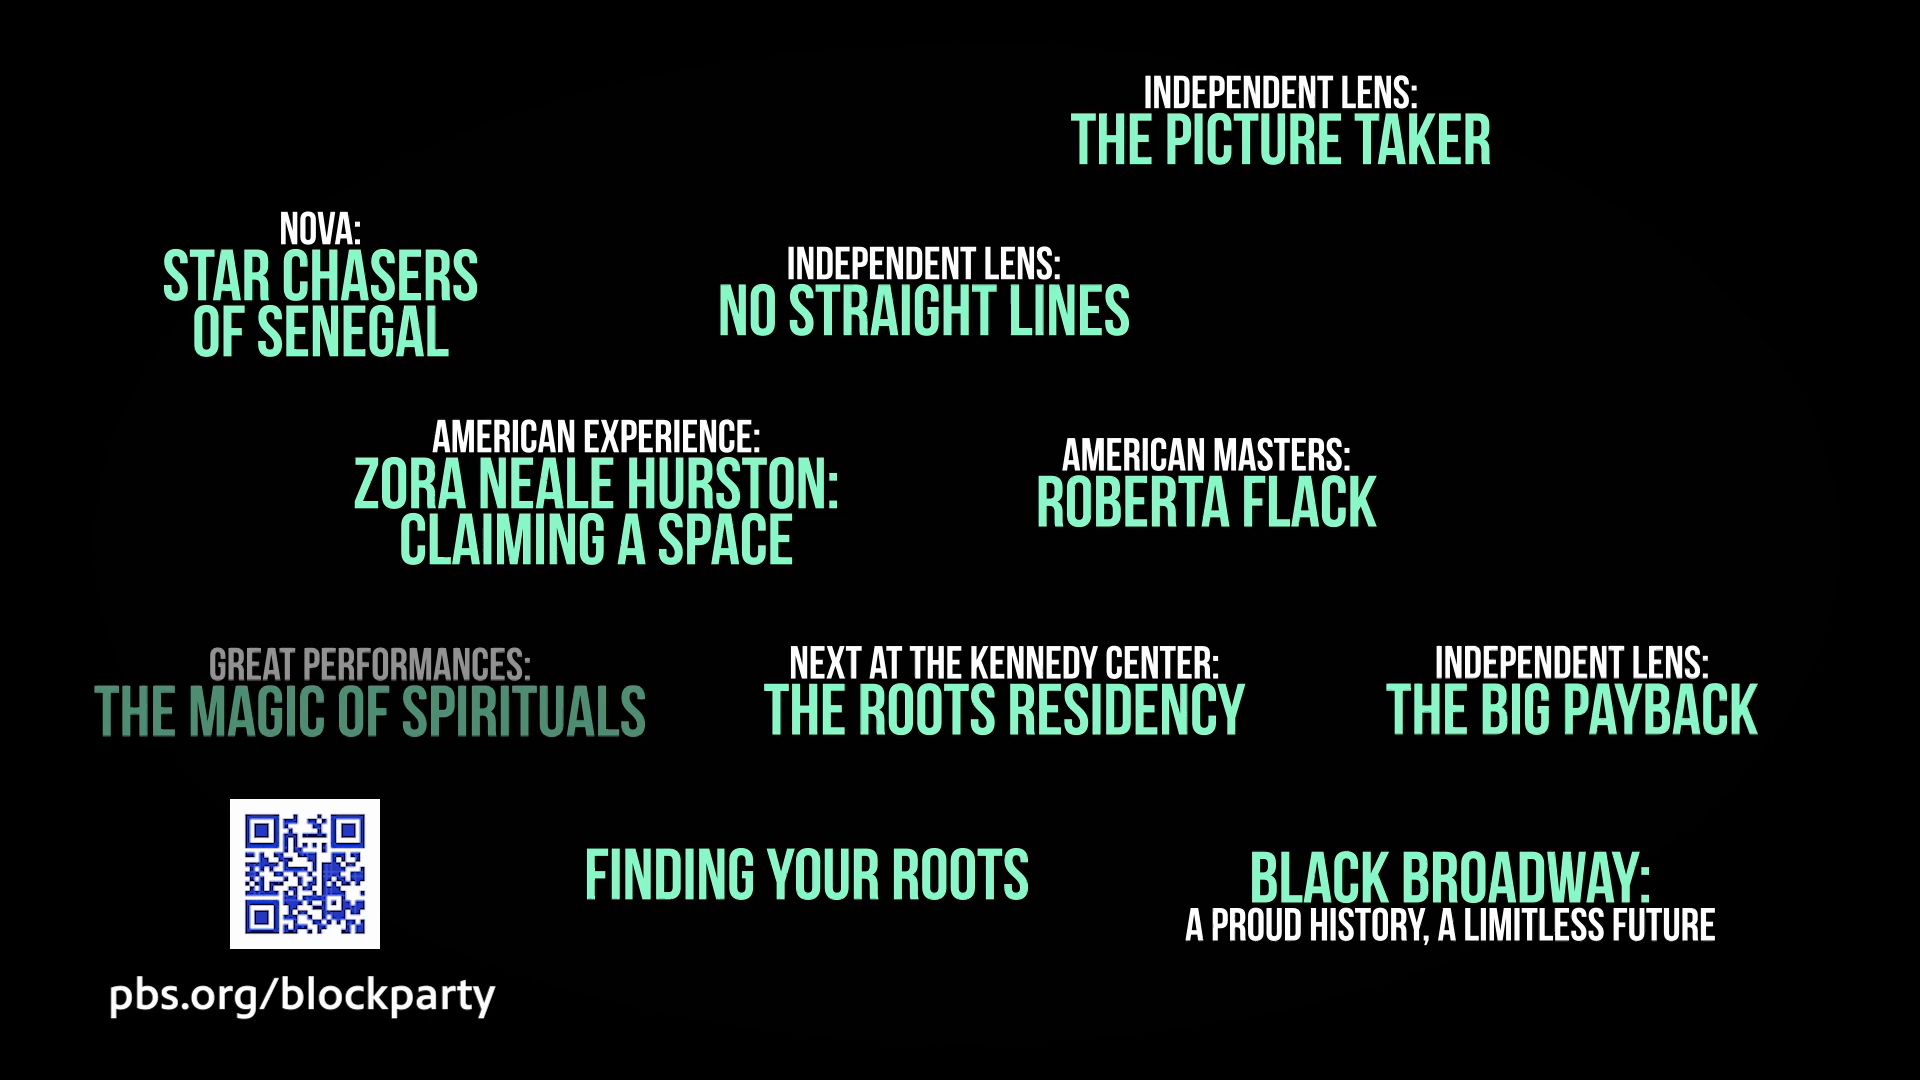 INDEPENDENT LENS:
THE PICTURE TAKER
NOVA:
STAR CHASERS
OF SENEGAL
INDEPENDENT LENS:
NO STRAIGHT LINES
AMERICAN EXPERIENCE:
ZORA NEALE HURSTON:
CLAIMING A SPACE
AMERICAN MASTERS:
ROBERTA FLACK
GREAT PERFORMANCES:
THE MAGIC OF SPIRITUALS
NEXT AT THE KENNEDY CENTER:
THE ROOTS RESIDENCY
INDEPENDENT LENS:
THE BIG PAYBACK
FINDING YOUR ROOTS
BLACK BROADWAY:
A PROUD HISTORY, A LIMITLESS FUTURE
pbs.org/blockparty